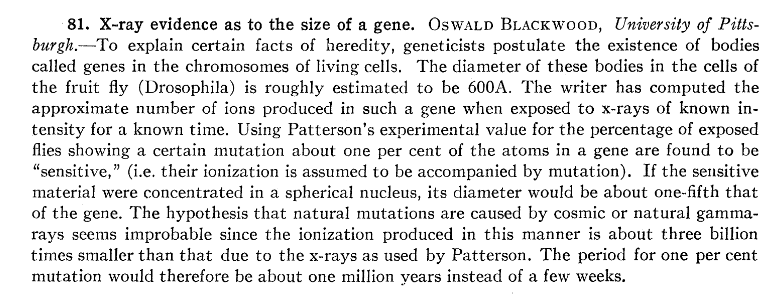 81. X-ray evidence as to the size of a gene. OSWALD BLACKWOOD, University of Pitts-
burgh.—To explain certain facts of heredity, geneticists postulate the existence of bodies
called genes in the chromosomes of living cells. The diameter of these bodies in the cells of
the fruit fly (Drosophila) is roughly estimated to be 600A. The writer has computed the
approximate number of ions produced in such a gene when exposed to x-rays of known in-
tensity for a known time. Using Patterson's experimental value for the percentage of exposed
flies showing a certain mutation about one per cent of the atoms in a gene are found to be
"sensitive," (i.e. their ionization is assumed to be accompanied by mutation). If the sensitive
material were concentrated in a spherical nucleus, its diameter would be about one-fifth that
of the gene. The hypothesis that natural mutations are caused by cosmic or natural gamma-
rays seems improbable since the ionization produced in this manner is about three billion
times smaller than that due to the x-rays as used by Patterson. The period for one per cent
mutation would therefore be about one million years instead of a few weeks.